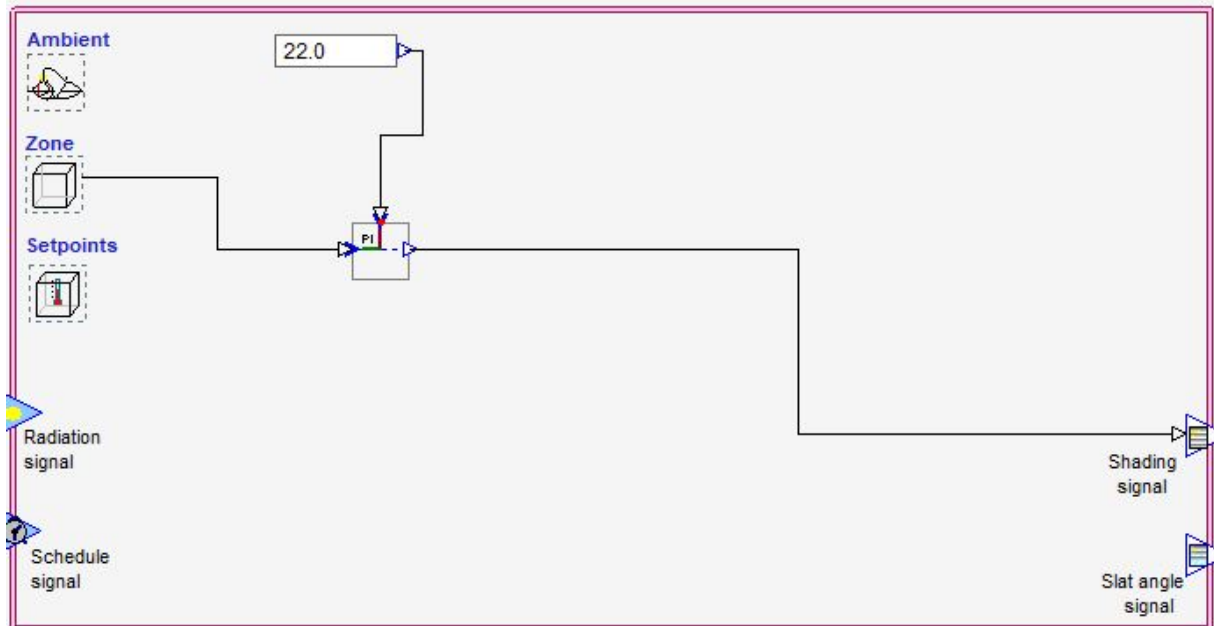 Ambient
22.0
Zone
PI
Setpoints
Radiation
signal
Shading
signal
Schedule
signal
Slat angle
signal